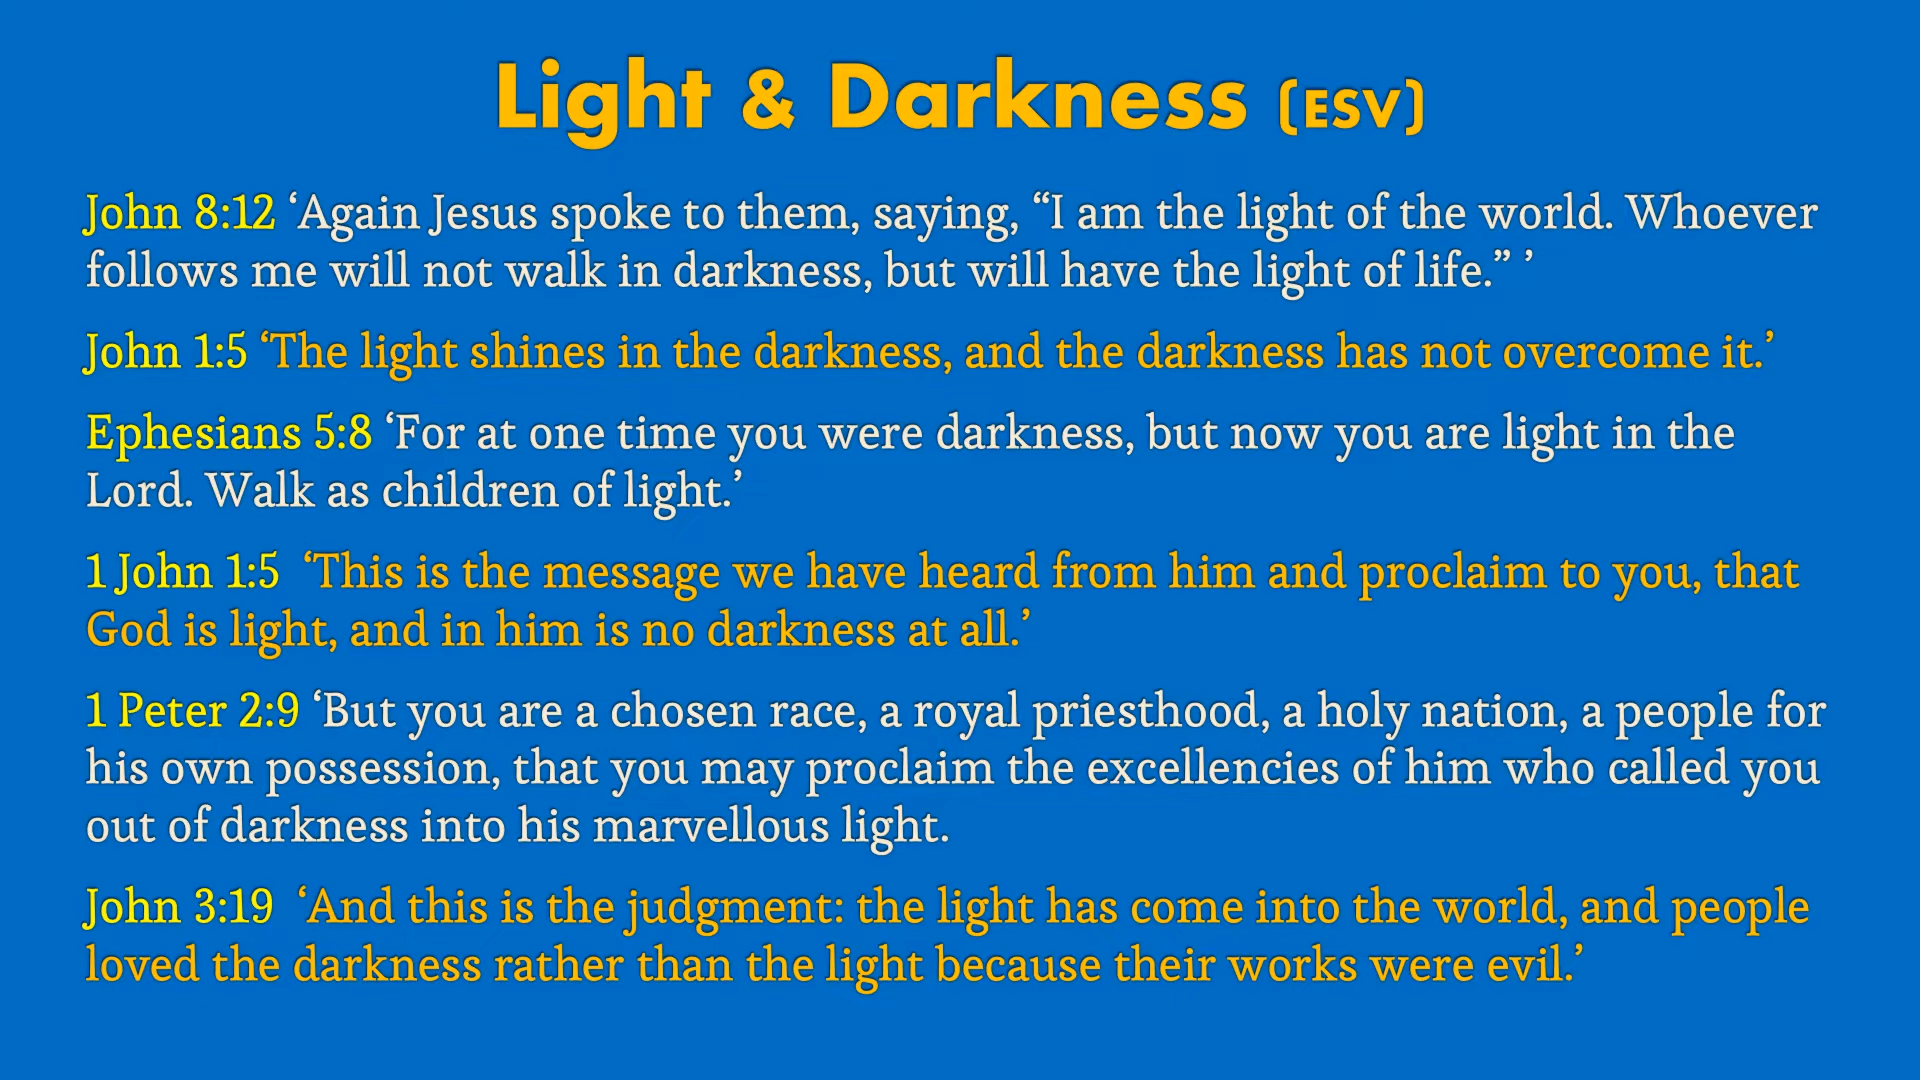 Light & Darkness (ESV)
John 8:12 ‘Again Jesus spoke to them, saying, “I am the light of the world. Whoever
follows me will not walk in darkness, but will have the light of life.” ’
John 1:5 ‘The light shines in the darkness, and the darkness has not overcome it.’
Ephesians 5:8 ‘For at one time you were darkness, but now you are light in the
Lord. Walk as children of light.’
1 John 1:5  ‘This is the message we have heard from him and proclaim to you, that
God is light, and in him is no darkness at all.’
1 Peter 2:9 ‘But you are a chosen race, a royal priesthood, a holy nation, a people for
his own possession, that you may proclaim the excellencies of him who called you
out of darkness into his marvellous light.
John 3:19  ‘And this is the judgment: the light has come into the world, and people
loved the darkness rather than the light because their works were evil.’